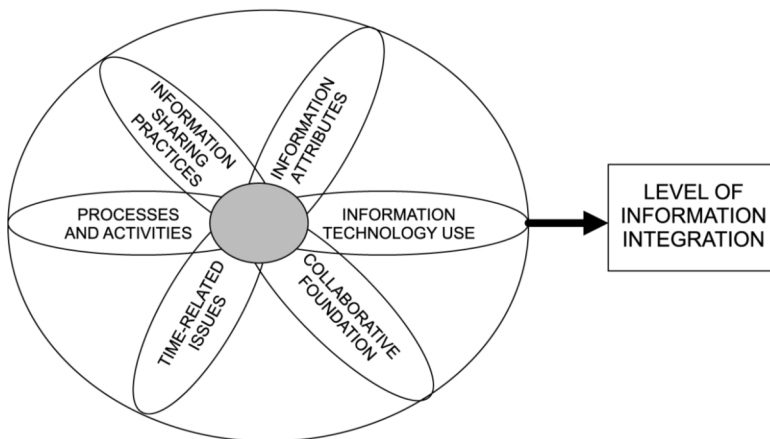 INFORMATION
SHARING
PRACTICES
INFORMATION
ATTRIBUTES
PROCESSES
AND ACTIVITIES
INFORMATION
TECHNOLOGY USE
TIME-RELATED
ISSUES
COLLABORATIVE
FOUNDATION
LEVEL OF
INFORMATION
INTEGRATION